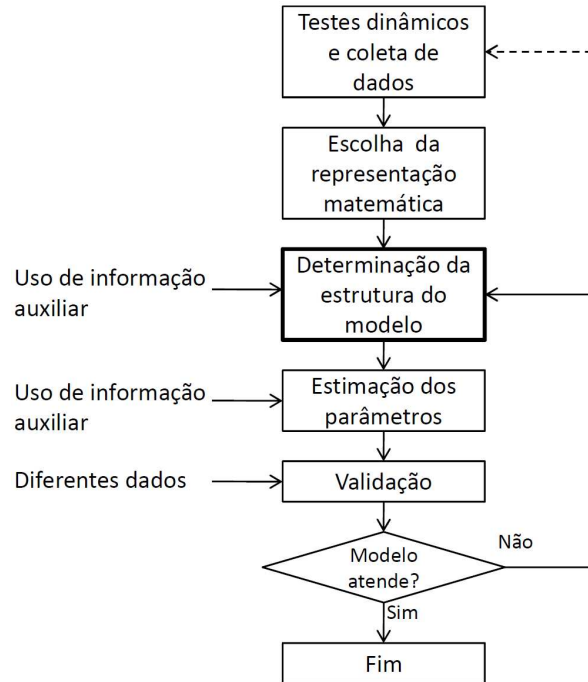 Testes dinâmicos
e coleta de
dados
Escolha da
representação
matemática
Uso de informação
auxiliar
Determinação da
estrutura do
modelo
Uso de informação
auxiliar
Estimação dos
parâmetros
Diferentes dados
Validação
Modelo
atende?
Não
Sim
Fim